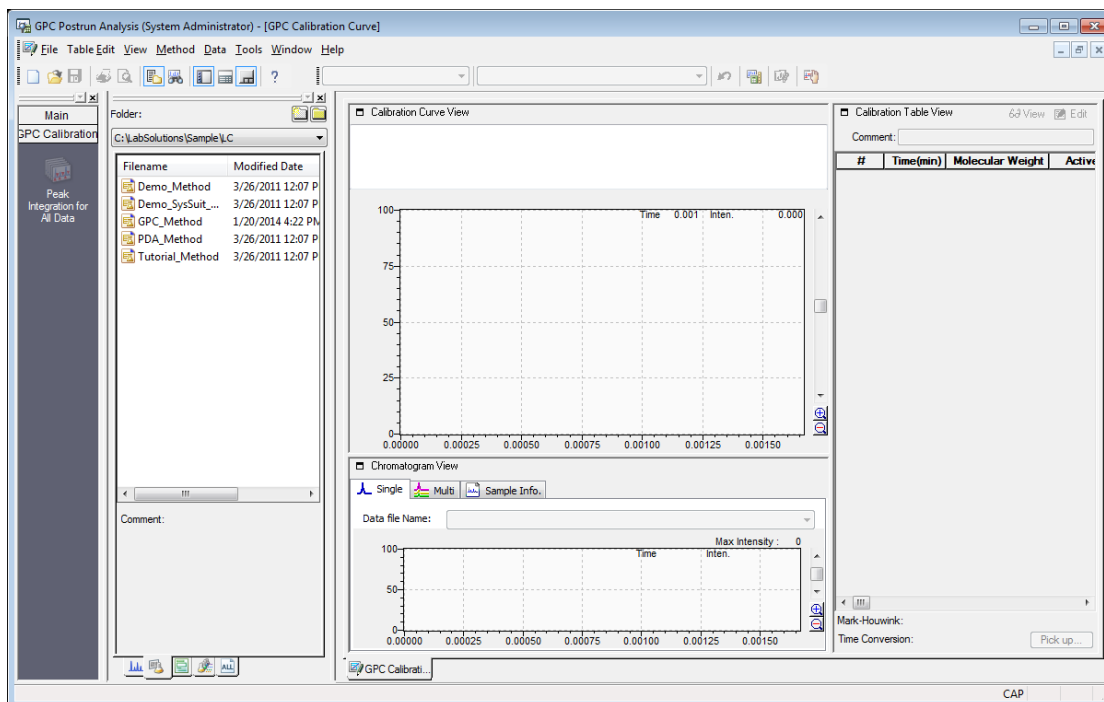 GPC Postrun Analysis (System Administrator) - [GPC Calibration Curve]
File Table Edit View Method Data Tools Window Help
Main
GPC Calibration
Peak
Integration for
All Data
Folder:
C:\LabSolutions\Sample\LC
Filename Modified Date
Demo_Method 3/26/2011 12:07 P
Demo_SysSuit_... 3/26/2011 12:07 P
GPC_Method 1/20/2014 4:22 PM
PDA_Method 3/26/2011 12:07 P
Tutorial_Method 3/26/2011 12:07 P
Comment:
ALL
Calibration Curve View
Time 0.001 Inten. 0.000
100
75
50
25
0
0.00000 0.00025 0.00050 0.00075 0.00100 0.00125 0.00150
Chromatogram View
Single Multi Sample Info.
Data file Name:
Max Intensity : 0
Time Inten.
100
50
0
0.00000 0.00025 0.00050 0.00075 0.00100 0.00125 0.00150
GPC Calibrati...
Calibration Table View View Edit
Comment:
# Time(min) Molecular Weight Active
Mark-Houwink:
Time Conversion: Pick up...
CAP